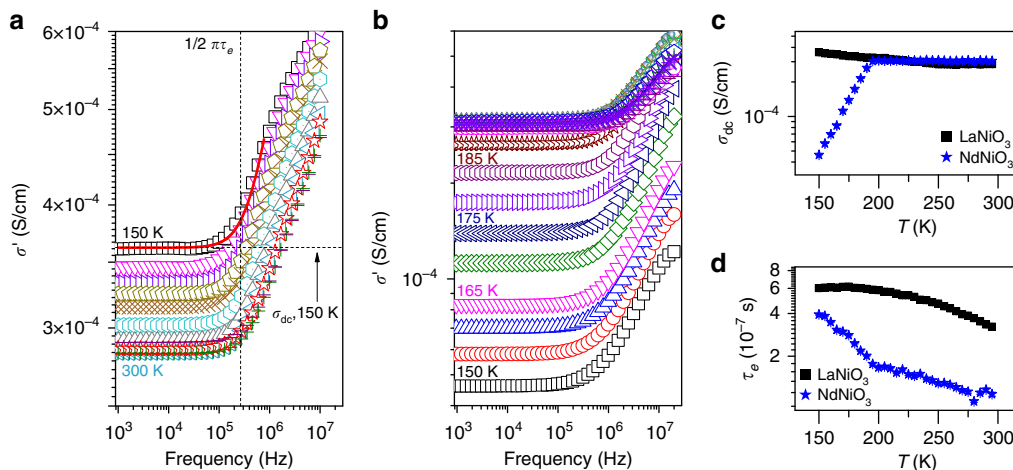 a
6×10⁻⁴
5×10⁻⁴
4×10⁻⁴
3×10⁻⁴
σ' (S/cm)
1/2 πτₑ
150 K
300 K
σdc,150 K
10³ 10⁴ 10⁵ 10⁶ 10⁷
Frequency (Hz)
b
σ' (S/cm)
10⁻⁴
185 K
175 K
165 K
150 K
10³ 10⁴ 10⁵ 10⁶ 10⁷
Frequency (Hz)
c
σdc (S/cm)
10⁻⁴
LaNiO₃
NdNiO₃
150 200 250 300
T (K)
d
τₑ (10⁻⁷ s)
8
6
4
2
LaNiO₃
NdNiO₃
150 200 250 300
T (K)